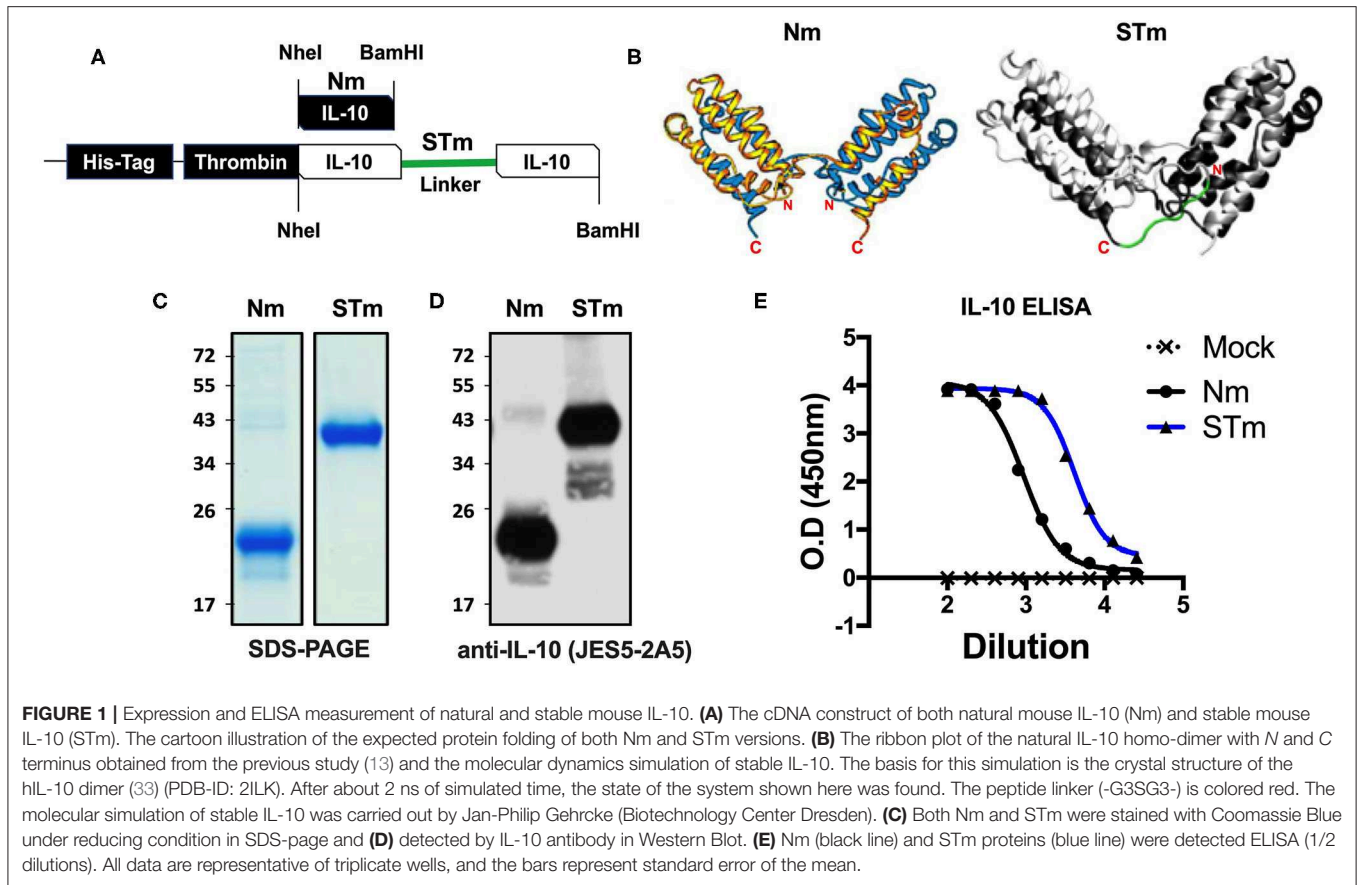 A
NheI BamHI
Nm
IL-10
STm
His-Tag Thrombin IL-10 IL-10
Linker
NheI
BamHI
B
Nm STm
N N
C C
N
C
C
Nm STm
72
55
43
34
26
17
SDS-PAGE
D
Nm STm
72
55
43
34
26
17
anti-IL-10 (JES5-2A5)
E
IL-10 ELISA
5
4
3
2
1
0
-1
O.D (450nm)
2 3 4 5
Dilution
Mock
Nm
STm
FIGURE 1 | Expression and ELISA measurement of natural and stable mouse IL-10. (A) The cDNA construct of both natural mouse IL-10 (Nm) and stable mouse
IL-10 (STm). The cartoon illustration of the expected protein folding of both Nm and STm versions. (B) The ribbon plot of the natural IL-10 homo-dimer with N and C
terminus obtained from the previous study (13) and the molecular dynamics simulation of stable IL-10. The basis for this simulation is the crystal structure of the
hIL-10 dimer (33) (PDB-ID: 2ILK). After about 2 ns of simulated time, the state of the system shown here was found. The peptide linker (-G3SG3-) is colored red. The
molecular simulation of stable IL-10 was carried out by Jan-Philip Gehrcke (Biotechnology Center Dresden). (C) Both Nm and STm were stained with Coomassie Blue
under reducing condition in SDS-page and (D) detected by IL-10 antibody in Western Blot. (E) Nm (black line) and STm proteins (blue line) were detected ELISA (1/2
dilutions). All data are representative of triplicate wells, and the bars represent standard error of the mean.